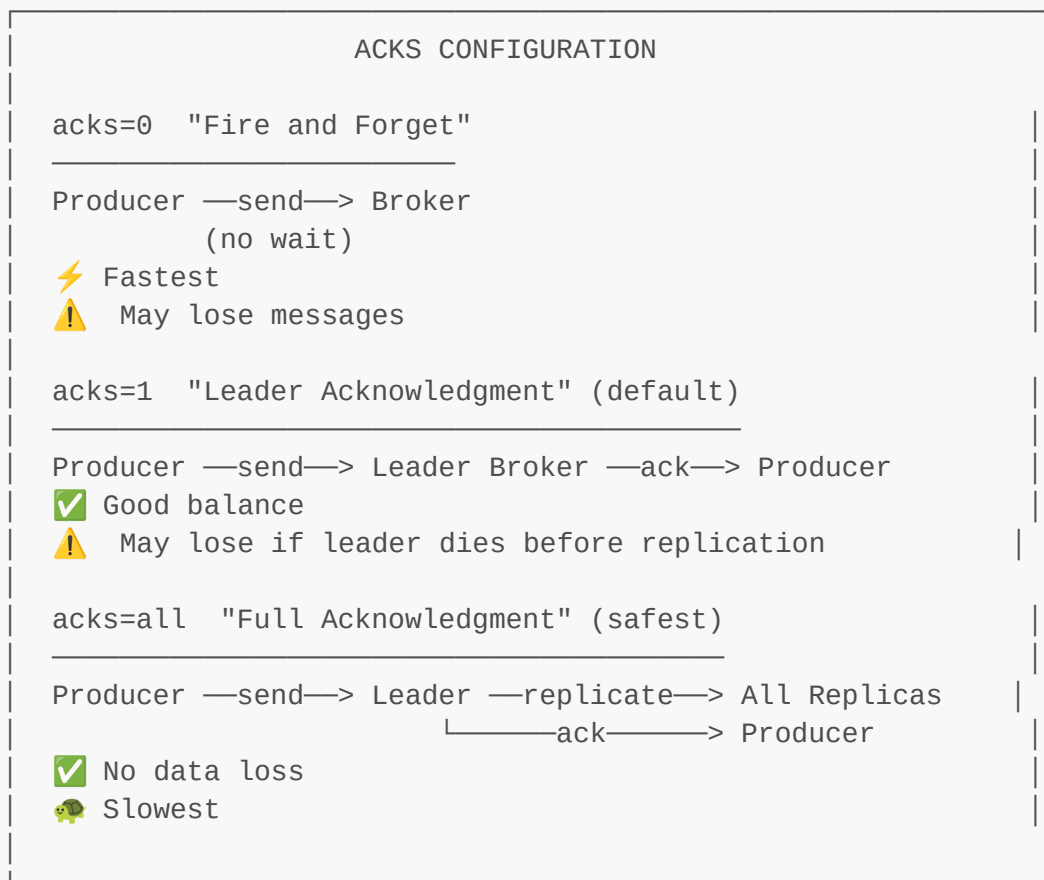 ACKS CONFIGURATION
acks=0  "Fire and Forget"
Producer ──send──> Broker
(no wait)
⚡ Fastest
⚠️  May lose messages
acks=1  "Leader Acknowledgment" (default)
Producer ──send──> Leader Broker ──ack──> Producer
✅ Good balance
⚠️  May lose if leader dies before replication
acks=all  "Full Acknowledgment" (safest)
Producer ──send──> Leader ──replicate──> All Replicas
└──────ack──────> Producer
✅ No data loss
🐢 Slowest